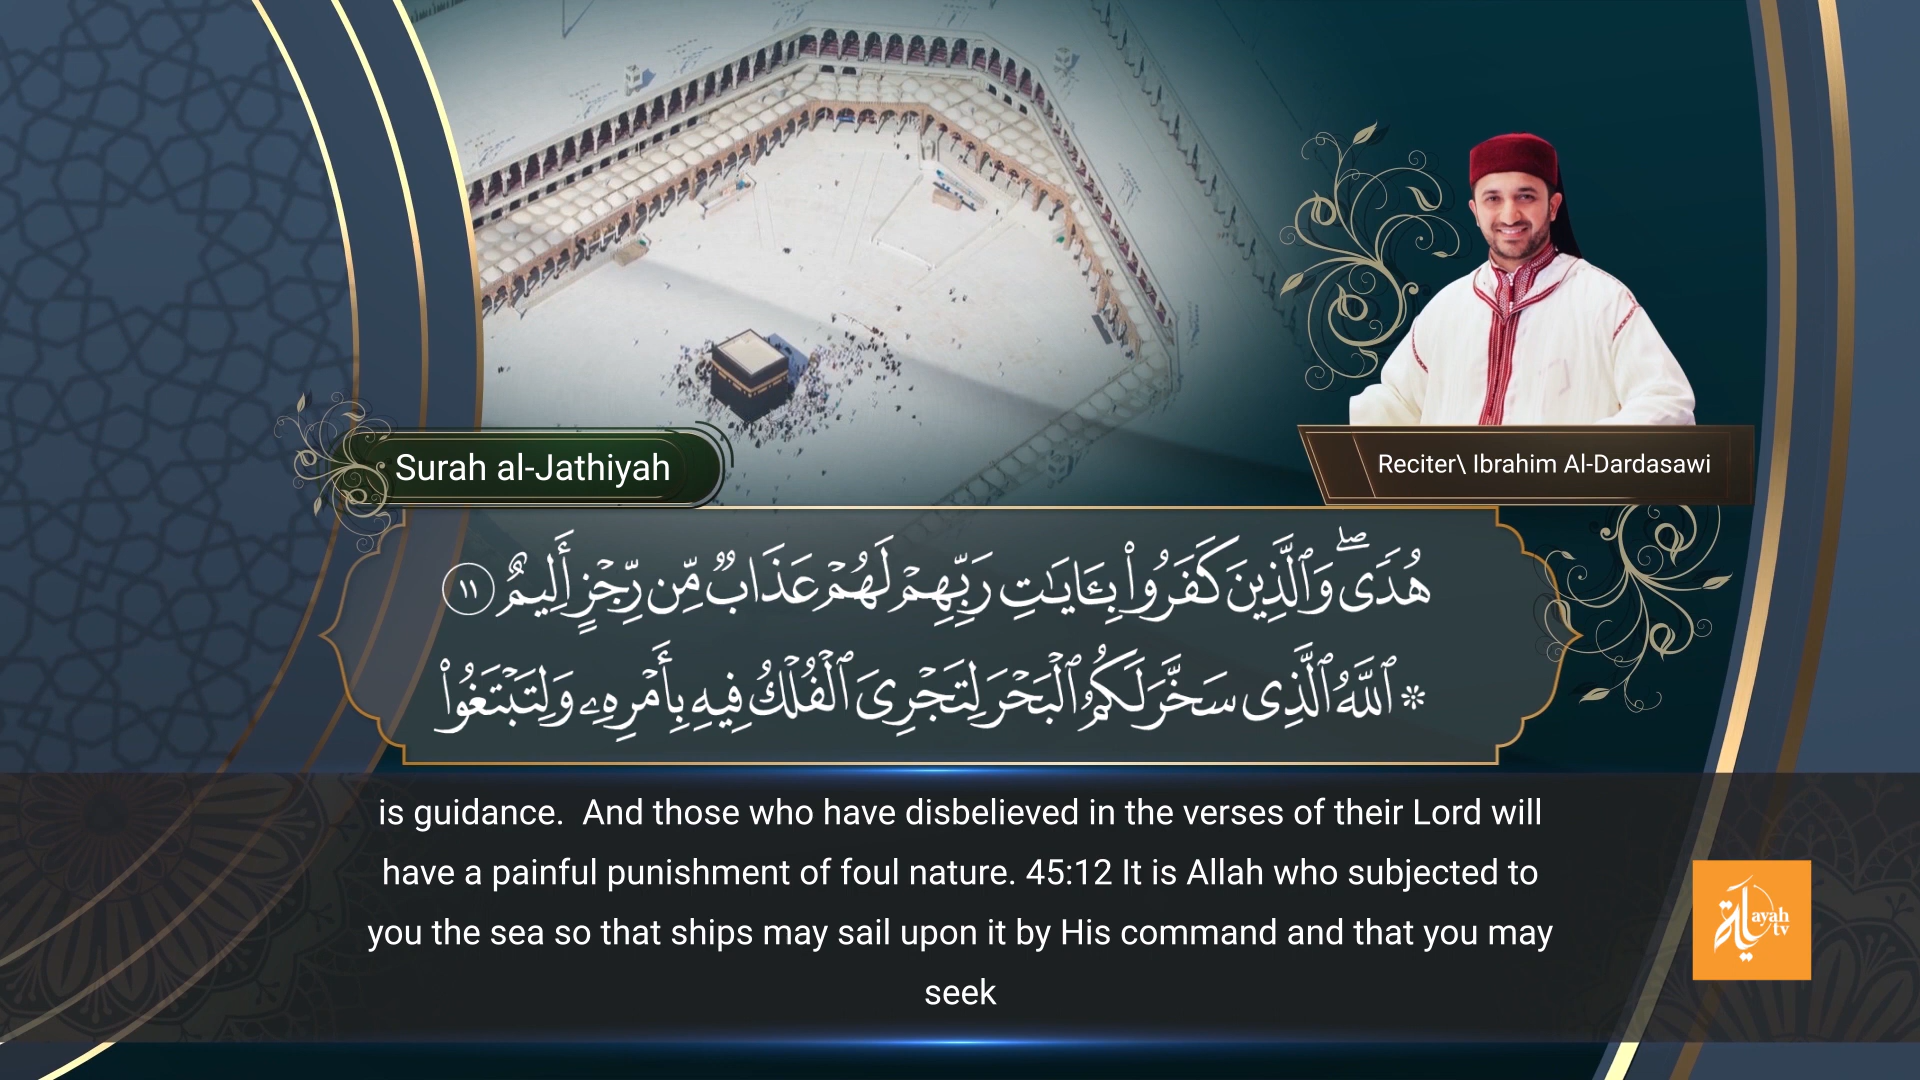 Surah al-Jathiyah
Reciter\ Ibrahim Al-Dardasawi
هُدًى ۖ وَٱلَّذِينَ كَفَرُوا۟ بِـَٔايَـٰتِ رَبِّهِمْ لَهُمْ عَذَابٌ مِّن رِّجْزٍ أَلِيمٌ ١١
۞ ٱللَّهُ ٱلَّذِى سَخَّرَ لَكُمُ ٱلْبَحْرَ لِتَجْرِىَ ٱلْفُلْكُ فِيهِ بِأَمْرِهِۦ وَلِتَبْتَغُوا۟
is guidance.  And those who have disbelieved in the verses of their Lord will
have a painful punishment of foul nature. 45:12 It is Allah who subjected to
you the sea so that ships may sail upon it by His command and that you may
seek
آية
ayah
tv